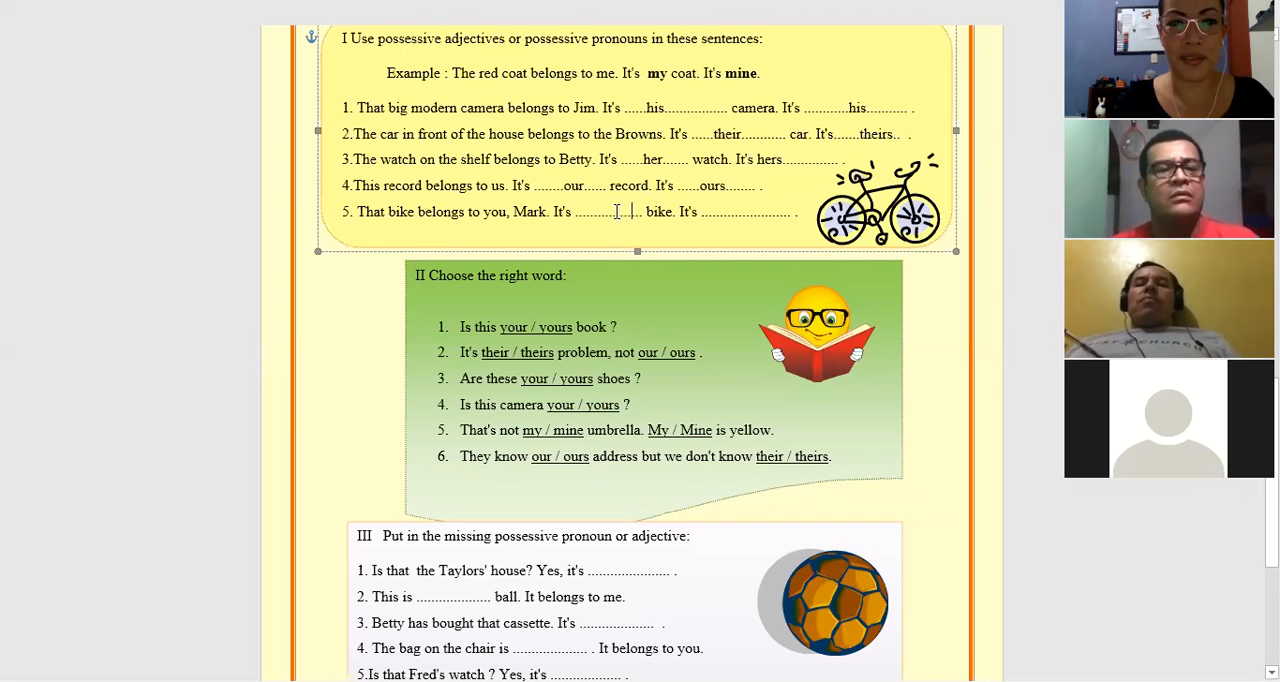 I Use possessive adjectives or possessive pronouns in these sentences:
Example : The red coat belongs to me. It's my coat. It's mine.
1. That big modern camera belongs to Jim. It's ......his................. camera. It's ............his.......... .
2.The car in front of the house belongs to the Browns. It's ......their............ car. It's.......theirs.. .
3.The watch on the shelf belongs to Betty. It's ......her....... watch. It's hers............... .
4.This record belongs to us. It's ........our...... record. It's ......ours........ .
5. That bike belongs to you, Mark. It's .................. bike. It's ........................ .
II Choose the right word:
1. Is this your / yours book ?
2. It's their / theirs problem, not our / ours .
3. Are these your / yours shoes ?
4. Is this camera your / yours ?
5. That's not my / mine umbrella. My / Mine is yellow.
6. They know our / ours address but we don't know their / theirs.
III Put in the missing possessive pronoun or adjective:
1. Is that the Taylors' house? Yes, it's ...................... .
2. This is .................... ball. It belongs to me.
3. Betty has bought that cassette. It's .................... .
4. The bag on the chair is .................... . It belongs to you.
5.Is that Fred's watch ? Yes, it's ................... .